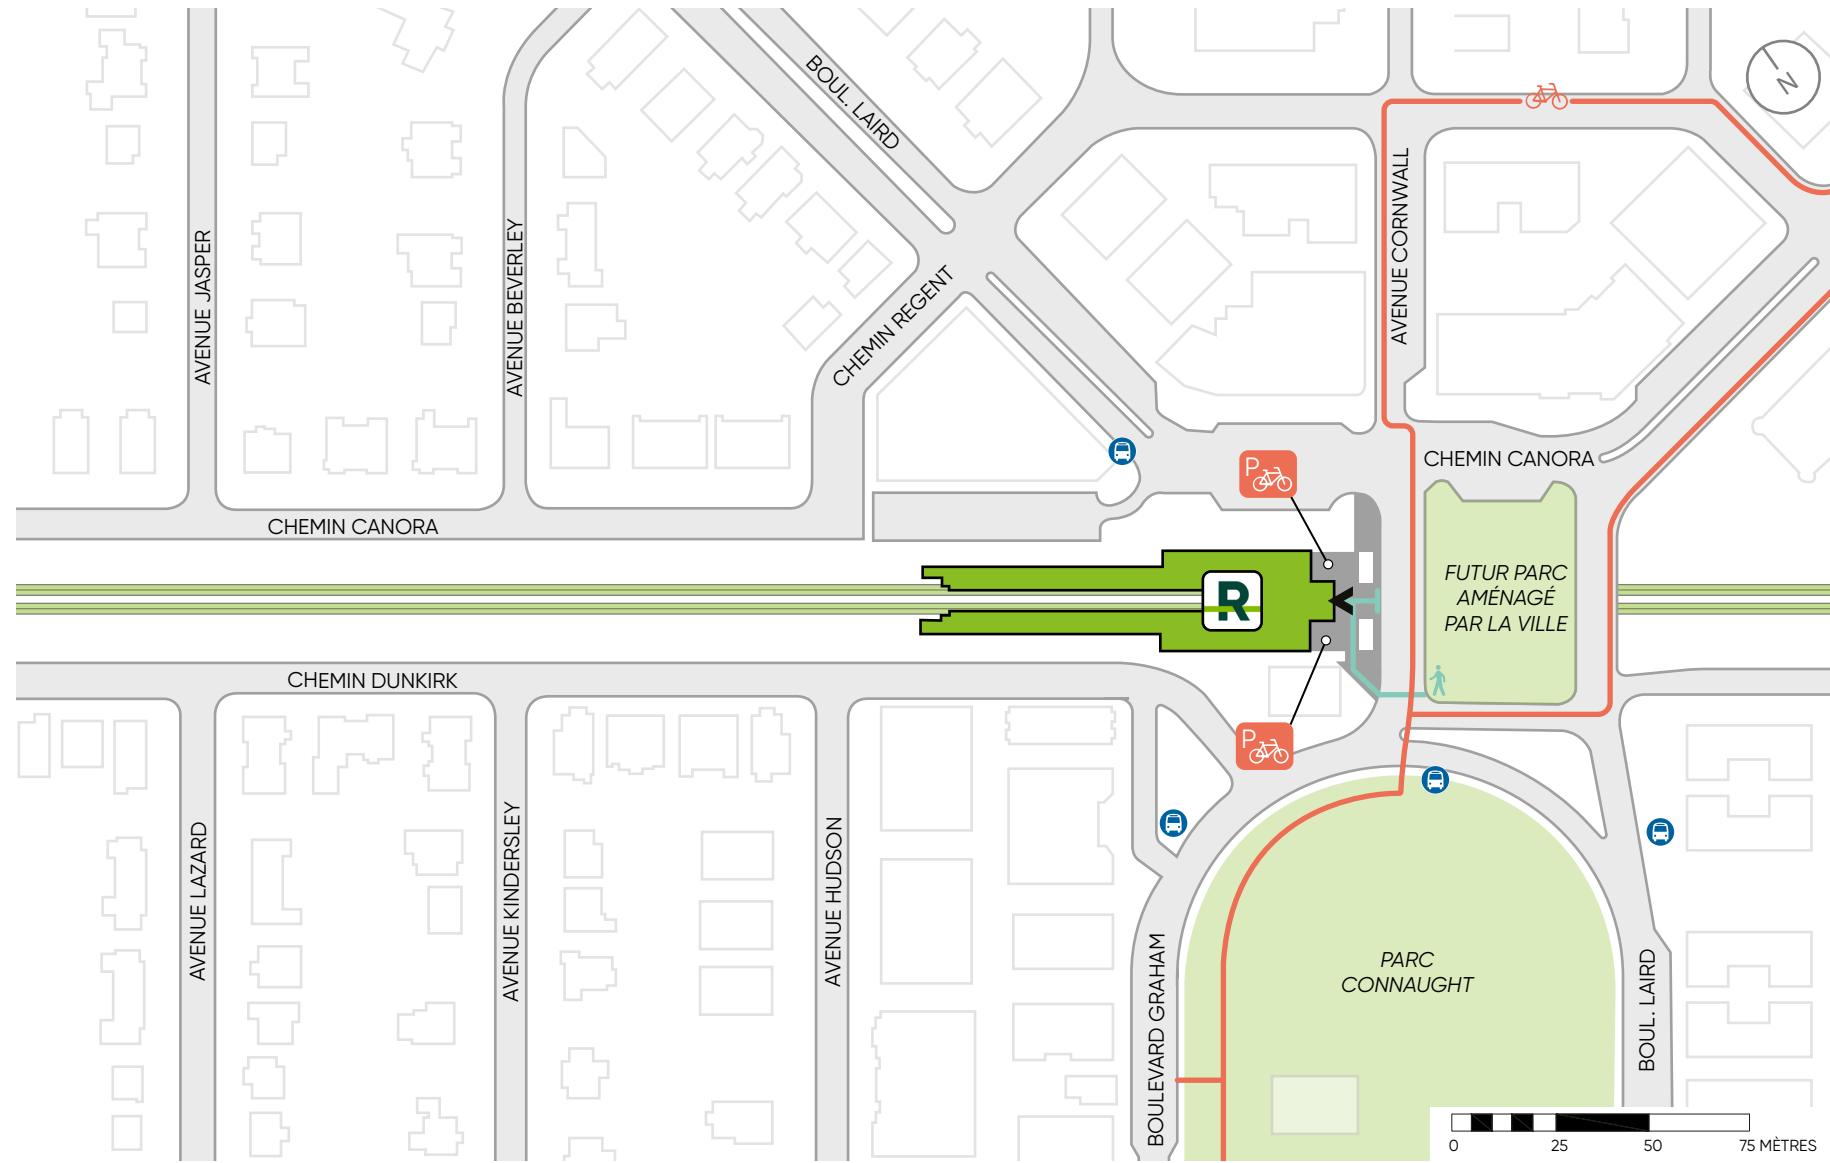 N
BOUL. LAIRD
AVENUE JASPER
AVENUE BEVERLEY
CHEMIN REGENT
AVENUE CORNWALL
CHEMIN CANORA
P
CHEMIN CANORA
FUTUR PARC
AMÉNAGÉ
PAR LA VILLE
R
CHEMIN DUNKIRK
P
AVENUE LAZARD
AVENUE KINDERSLEY
AVENUE HUDSON
BOULEVARD GRAHAM
PARC
CONNAUGHT
BOUL. LAIRD
0 25 50 75 MÈTRES